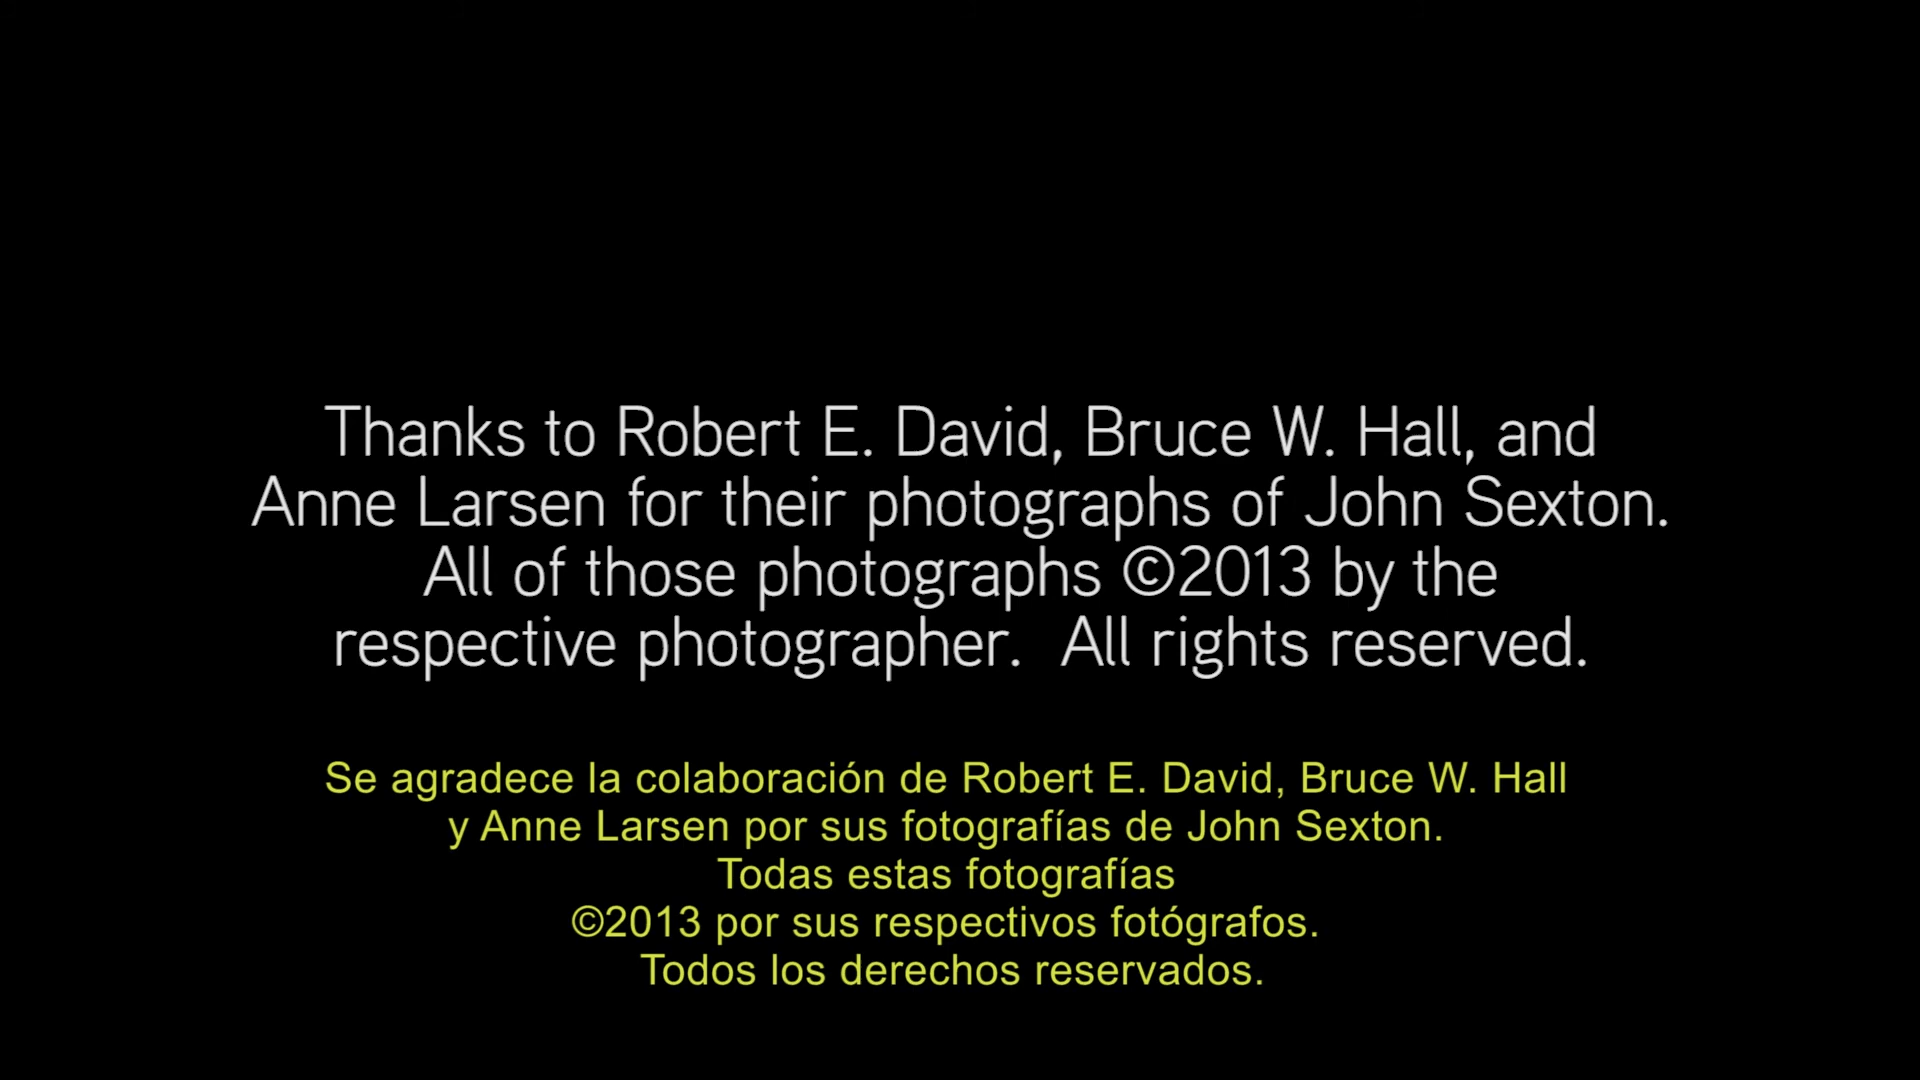 Thanks to Robert E. David, Bruce W. Hall, and
Anne Larsen for their photographs of John Sexton.
All of those photographs ©2013 by the
respective photographer.  All rights reserved.
Se agradece la colaboración de Robert E. David, Bruce W. Hall
y Anne Larsen por sus fotografías de John Sexton.
Todas estas fotografías
©2013 por sus respectivos fotógrafos.
Todos los derechos reservados.